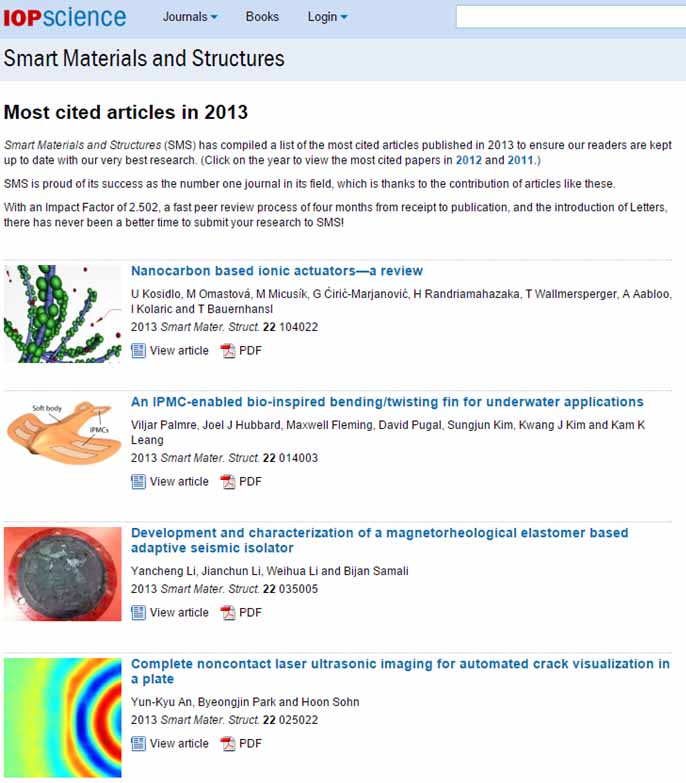 IOPscience Journals Books Login
Smart Materials and Structures
Most cited articles in 2013
Smart Materials and Structures (SMS) has compiled a list of the most cited articles published in 2013 to ensure our readers are kept
up to date with our very best research. (Click on the year to view the most cited papers in 2012 and 2011.)
SMS is proud of its success as the number one journal in its field, which is thanks to the contribution of articles like these.
With an Impact Factor of 2.502, a fast peer review process of four months from receipt to publication, and the introduction of Letters,
there has never been a better time to submit your research to SMS!
Nanocarbon based ionic actuators—a review
U Kosidlo, M Omastová, M Micusík, G Ćirić-Marjanović, H Randriamahazaka, T Wallmersperger, A Aabloo,
I Kolaric and T Bauernhansl
2013 Smart Mater. Struct. 22 104022
View article PDF
Soft body
IPMCs
An IPMC-enabled bio-inspired bending/twisting fin for underwater applications
Viljar Palmre, Joel J Hubbard, Maxwell Fleming, David Pugal, Sungjun Kim, Kwang J Kim and Kam K
Leang
2013 Smart Mater. Struct. 22 014003
View article PDF
Development and characterization of a magnetorheological elastomer based
adaptive seismic isolator
Yancheng Li, Jianchun Li, Weihua Li and Bijan Samali
2013 Smart Mater. Struct. 22 035005
View article PDF
Complete noncontact laser ultrasonic imaging for automated crack visualization in
a plate
Yun-Kyu An, Byeongjin Park and Hoon Sohn
2013 Smart Mater. Struct. 22 025022
View article PDF